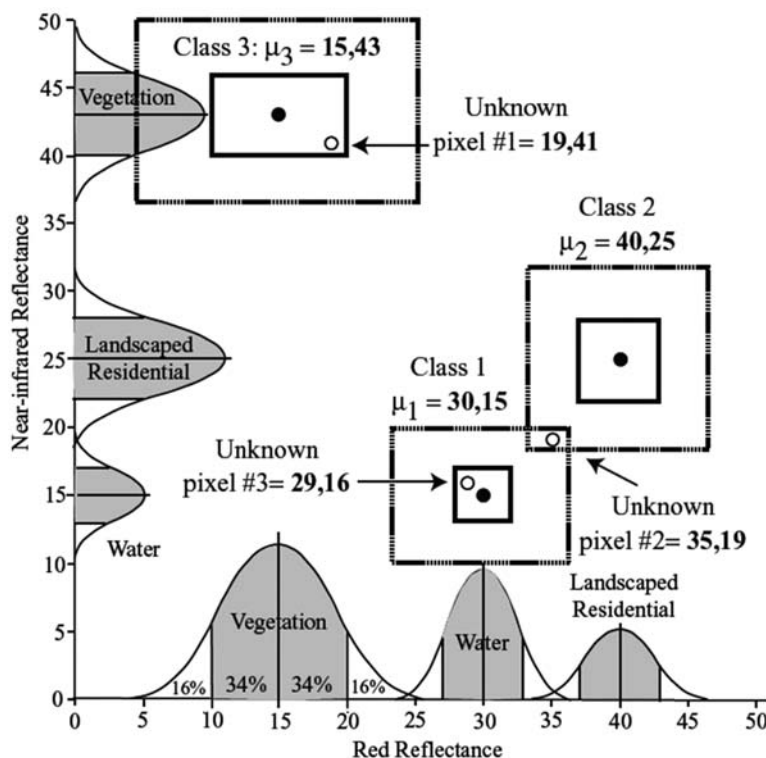 50
45
40
35
30
25
20
15
10
5
0
Near-infrared Reflectance
Vegetation
Landscaped
Residential
Water
Class 3: μ3 = 15,43
Unknown
pixel #1= 19,41
Class 2
μ2 = 40,25
Class 1
μ1 = 30,15
Unknown
pixel #3= 29,16
Unknown
pixel #2= 35,19
Vegetation
16%
34%
34%
16%
Water
Landscaped
Residential
0
5
10
15
20
25
30
35
40
45
50
Red Reflectance